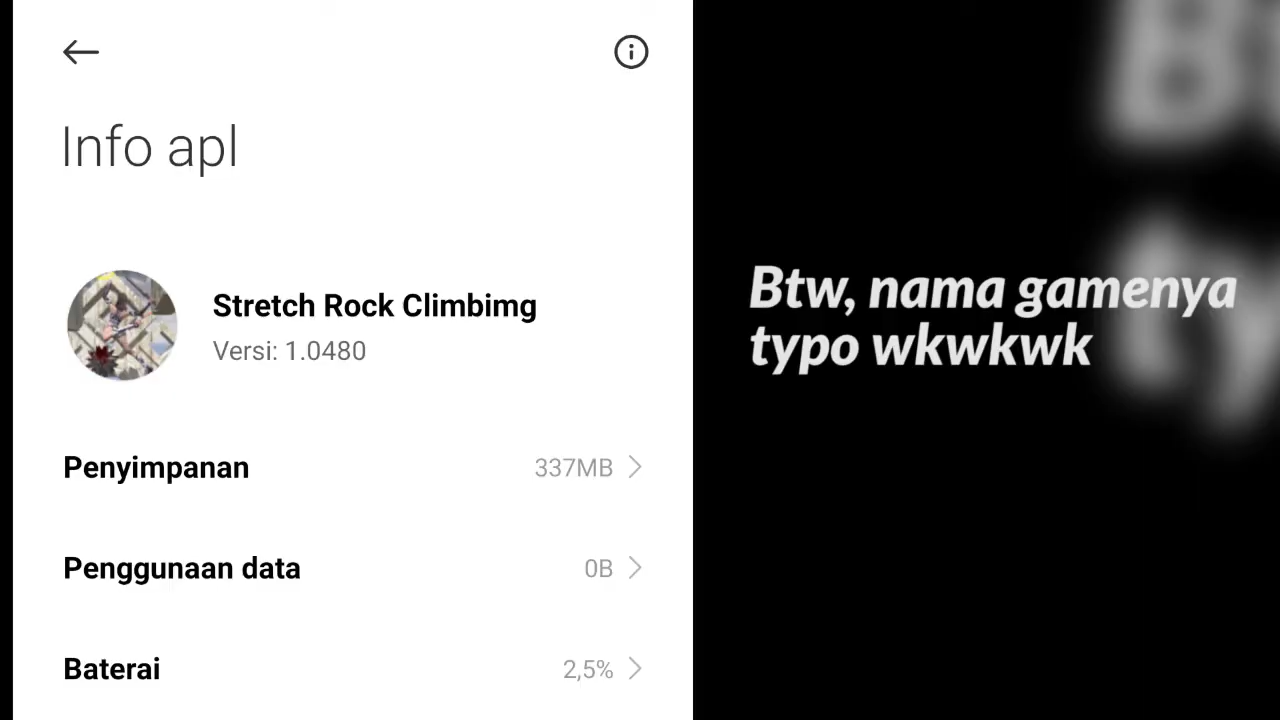 Info apl
Stretch Rock Climbimg
Versi: 1.0480
Penyimpanan 337MB
Penggunaan data 0B
Baterai 2,5%
Btw, nama gamenya
typo wkwkwk